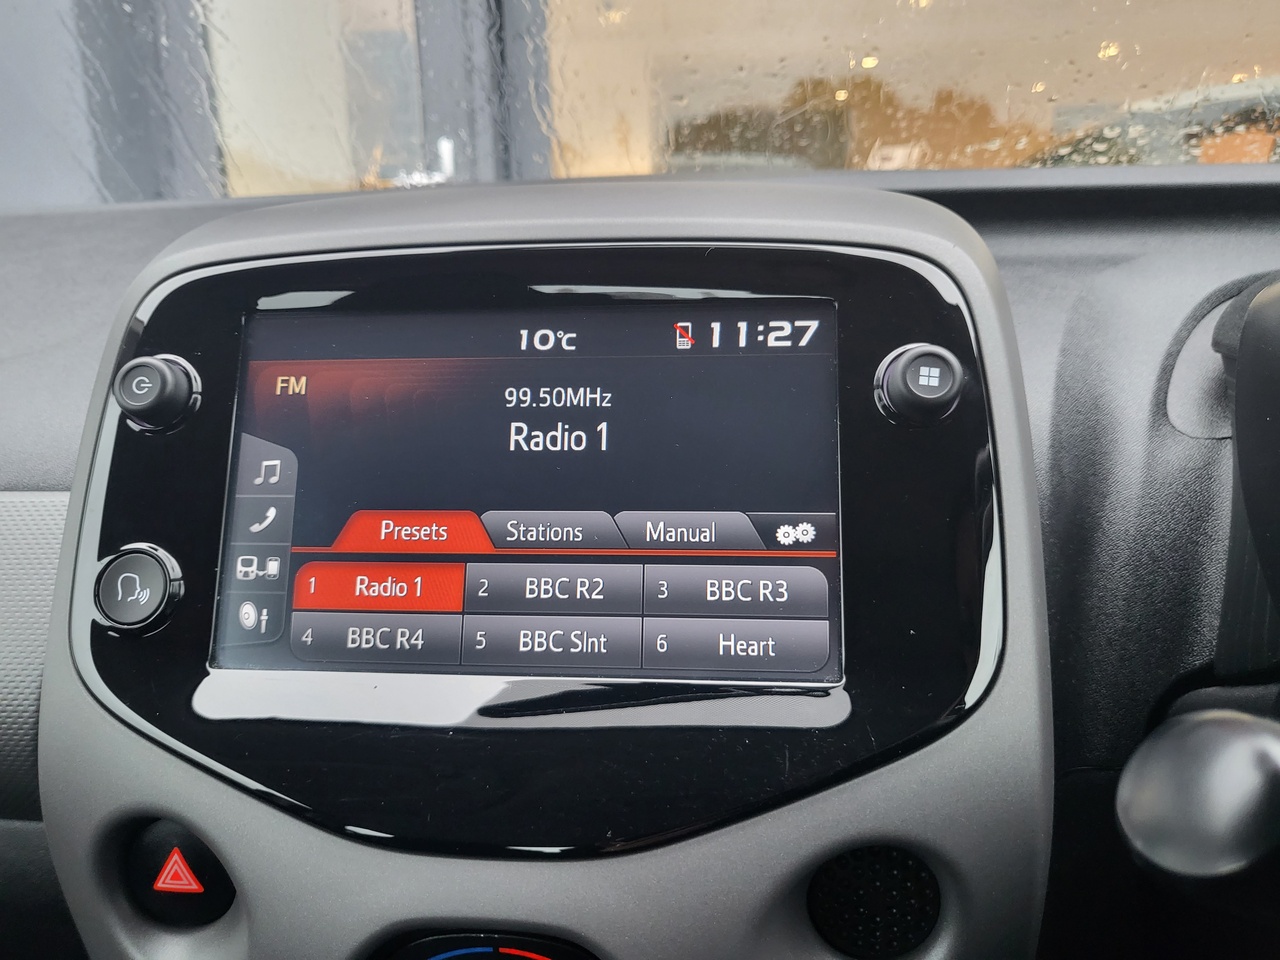 10°C 11:27
FM
99.50MHz
Radio 1
Presets Stations Manual
1 Radio 1 2 BBC R2 3 BBC R3
4 BBC R4 5 BBC SInt 6 Heart